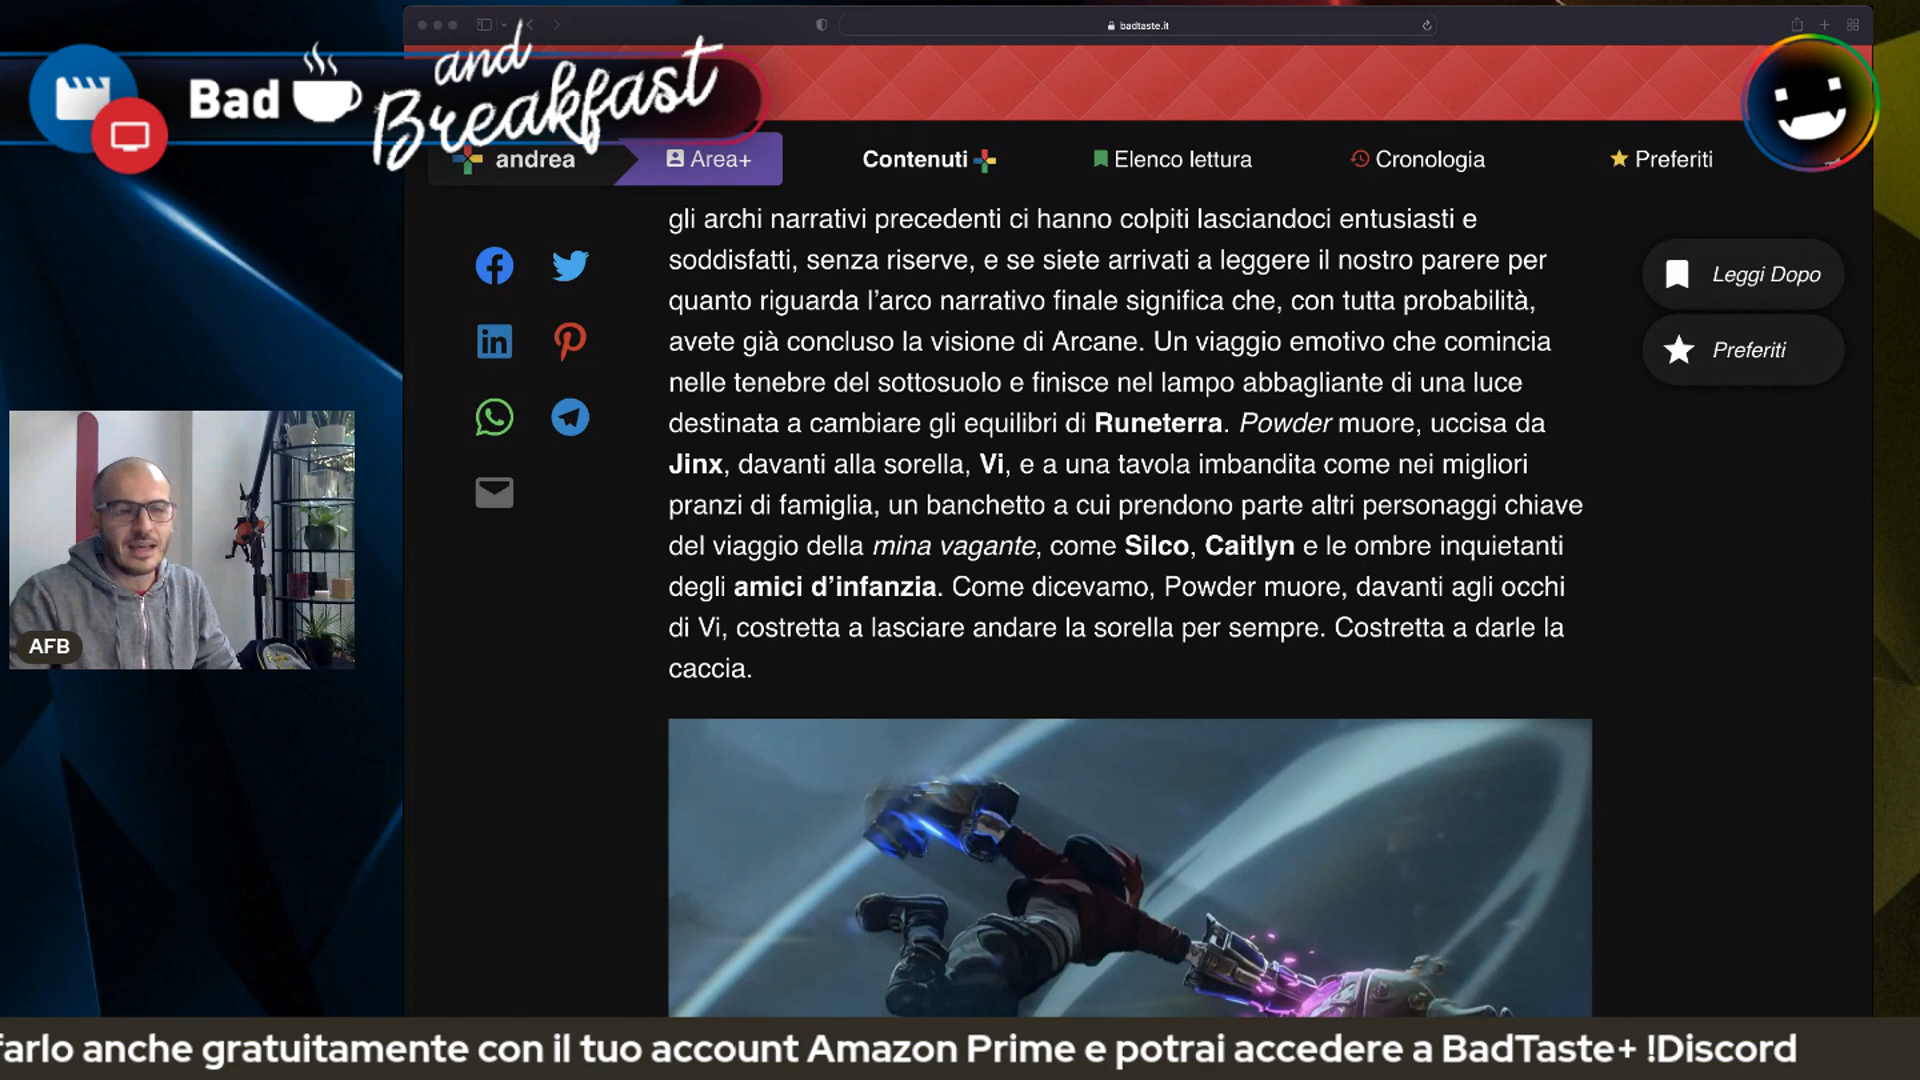 badtaste.it
Bad and Breakfast
andrea
Area+
Contenuti
Elenco lettura
Cronologia
Preferiti
gli archi narrativi precedenti ci hanno colpiti lasciandoci entusiasti e
soddisfatti, senza riserve, e se siete arrivati a leggere il nostro parere per
quanto riguarda l'arco narrativo finale significa che, con tutta probabilità,
avete già concluso la visione di Arcane. Un viaggio emotivo che comincia
nelle tenebre del sottosuolo e finisce nel lampo abbagliante di una luce
destinata a cambiare gli equilibri di Runeterra. Powder muore, uccisa da
Jinx, davanti alla sorella, Vi, e a una tavola imbandita come nei migliori
pranzi di famiglia, un banchetto a cui prendono parte altri personaggi chiave
del viaggio della mina vagante, come Silco, Caitlyn e le ombre inquietanti
degli amici d'infanzia. Come dicevamo, Powder muore, davanti agli occhi
di Vi, costretta a lasciare andare la sorella per sempre. Costretta a darle la
caccia.
Leggi Dopo
Preferiti
AFB
farlo anche gratuitamente con il tuo account Amazon Prime e potrai accedere a BadTaste+ !Discord